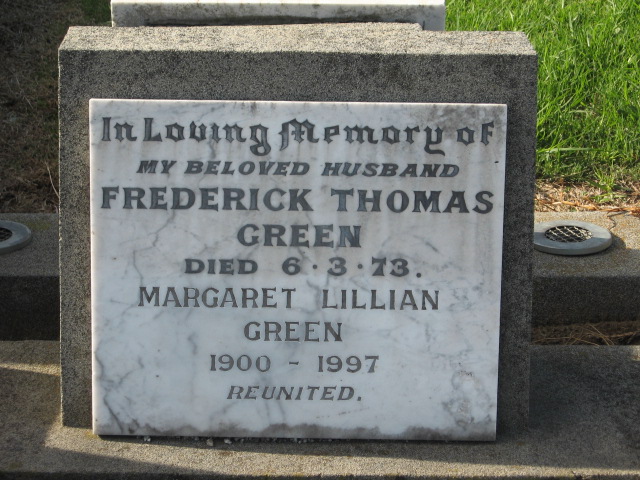 In Loving Memory of
MY BELOVED HUSBAND
FREDERICK THOMAS
GREEN
DIED 6·3·73.
MARGARET LILLIAN
GREEN
1900 - 1997
REUNITED.